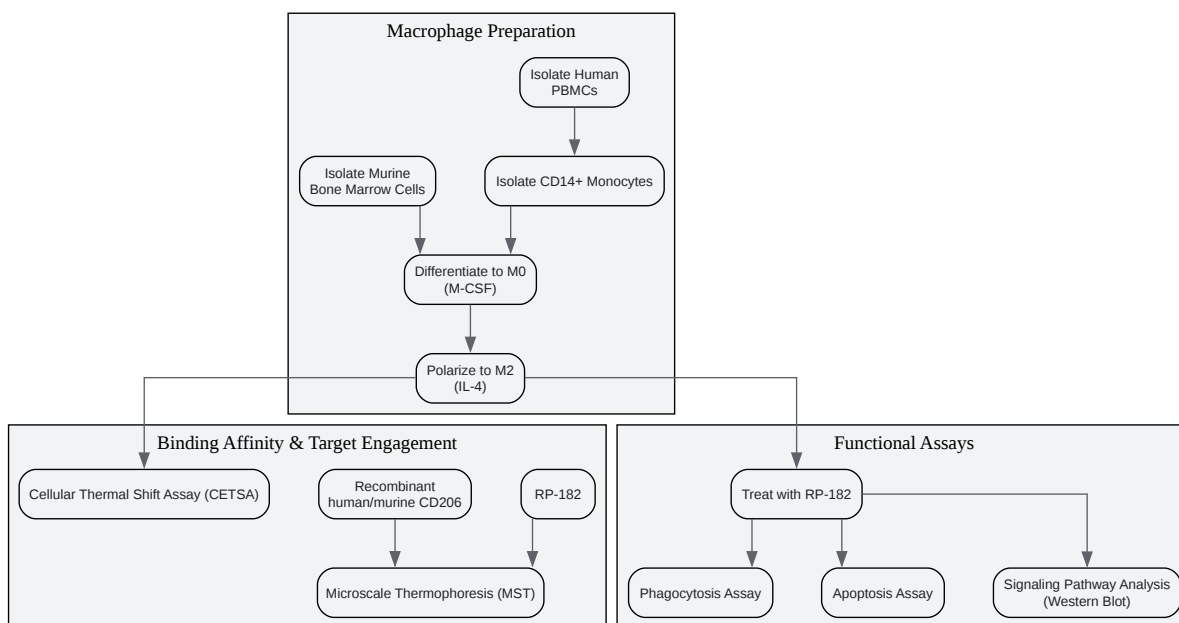 Macrophage Preparation
Isolate Human
PBMCs
Isolate Murine
Bone Marrow Cells
Isolate CD14+ Monocytes
Differentiate to M0
(M-CSF)
Polarize to M2
(IL-4)
Binding Affinity & Target Engagement
Cellular Thermal Shift Assay (CETSA)
Recombinant
human/murine CD206
RP-182
Microscale Thermophoresis (MST)
Functional Assays
Treat with RP-182
Phagocytosis Assay
Apoptosis Assay
Signaling Pathway Analysis
(Western Blot)